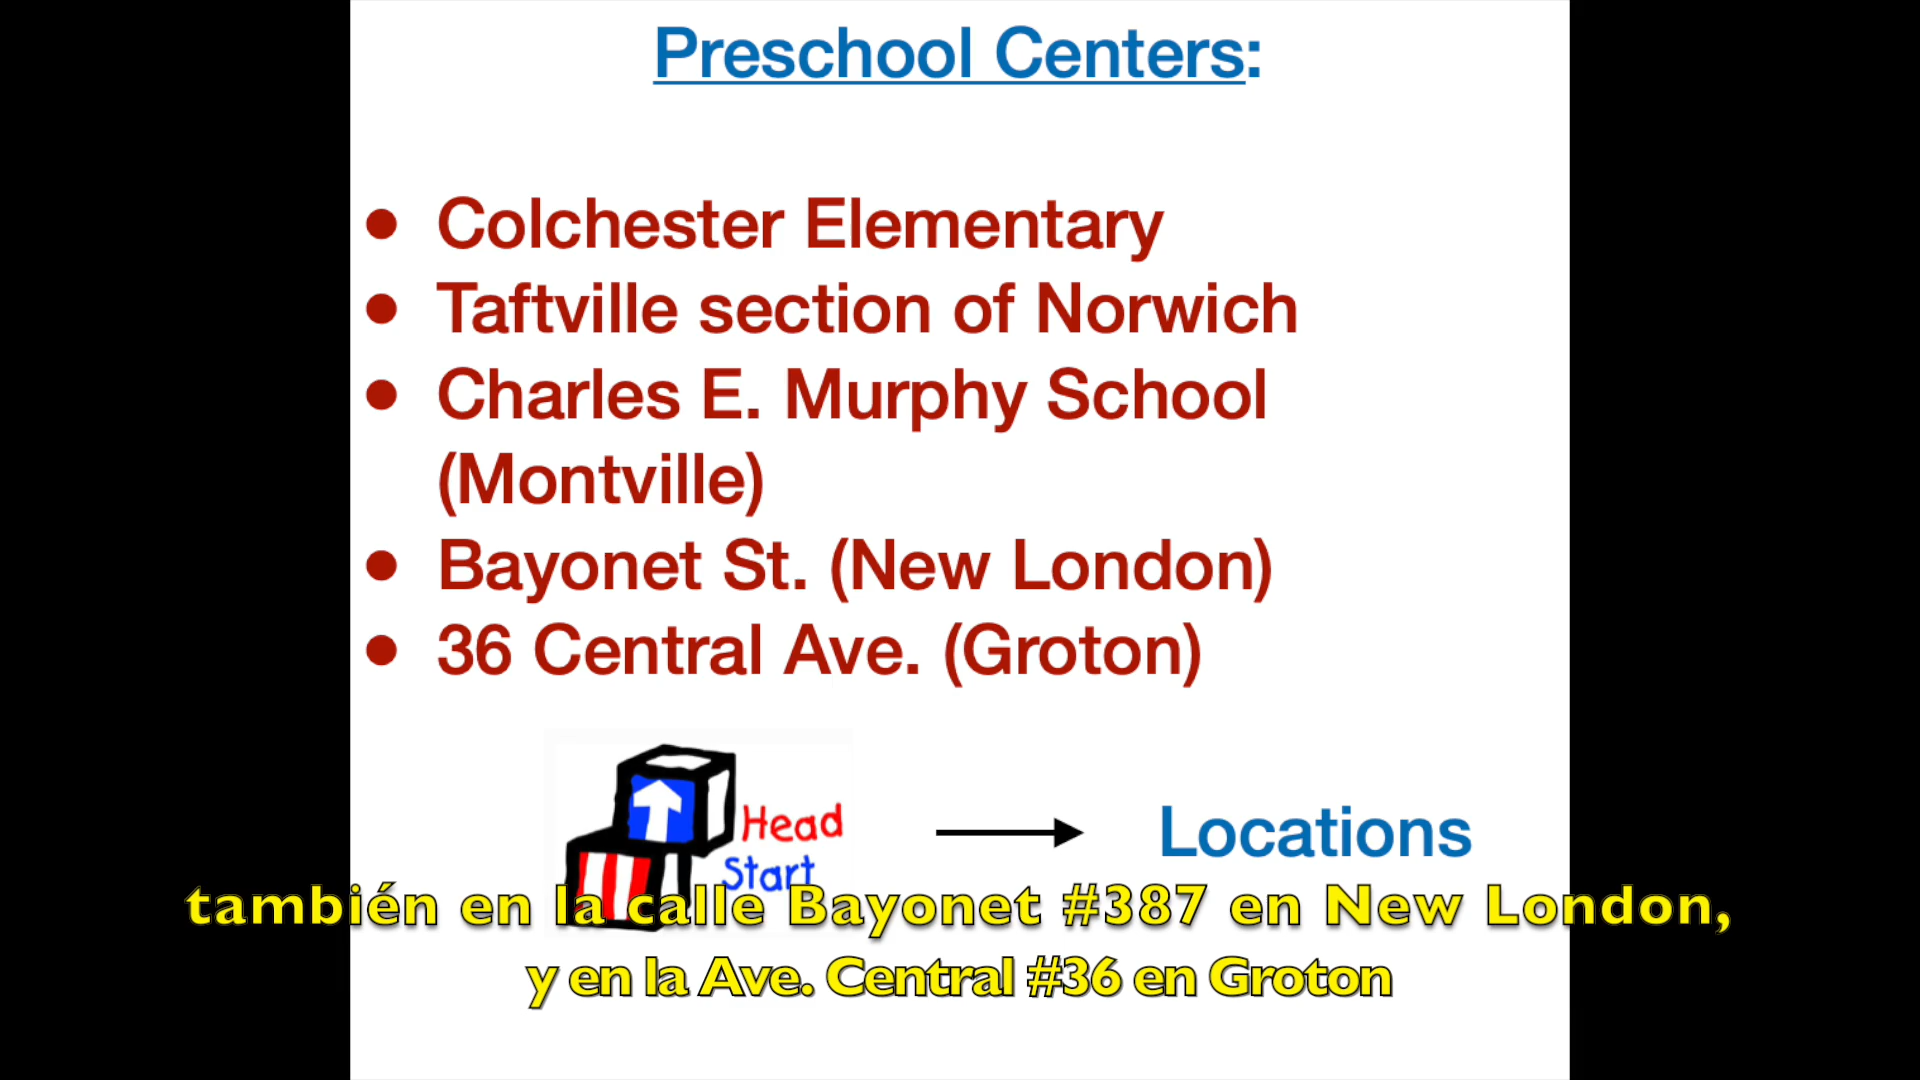 Preschool Centers:
• Colchester Elementary
• Taftville section of Norwich
• Charles E. Murphy School
(Montville)
• Bayonet St. (New London)
• 36 Central Ave. (Groton)
Head
Start
Locations
también en la calle Bayonet #387 en New London,
y en la Ave. Central #36 en Groton